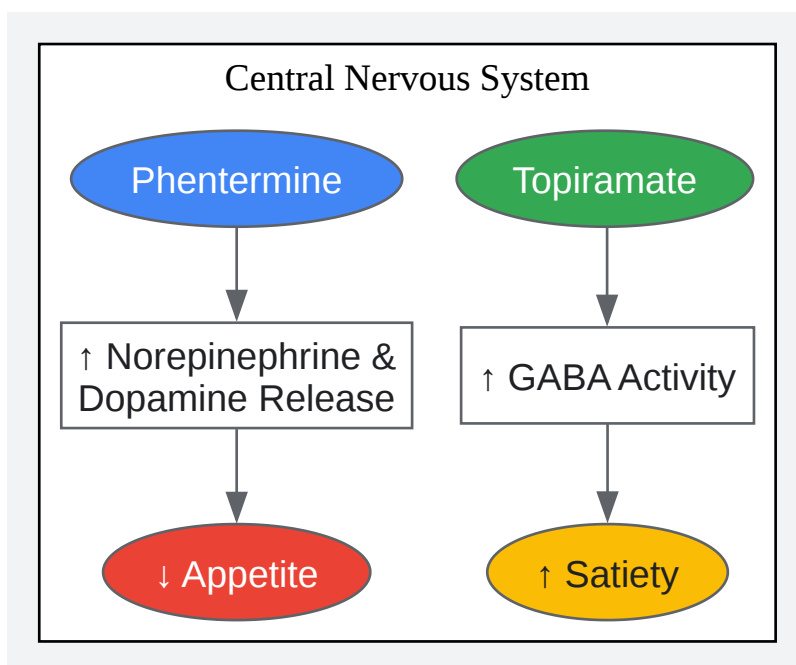 Central Nervous System
Phentermine
Topiramate
↑ Norepinephrine &
Dopamine Release
↑ GABA Activity
↓ Appetite
↑ Satiety